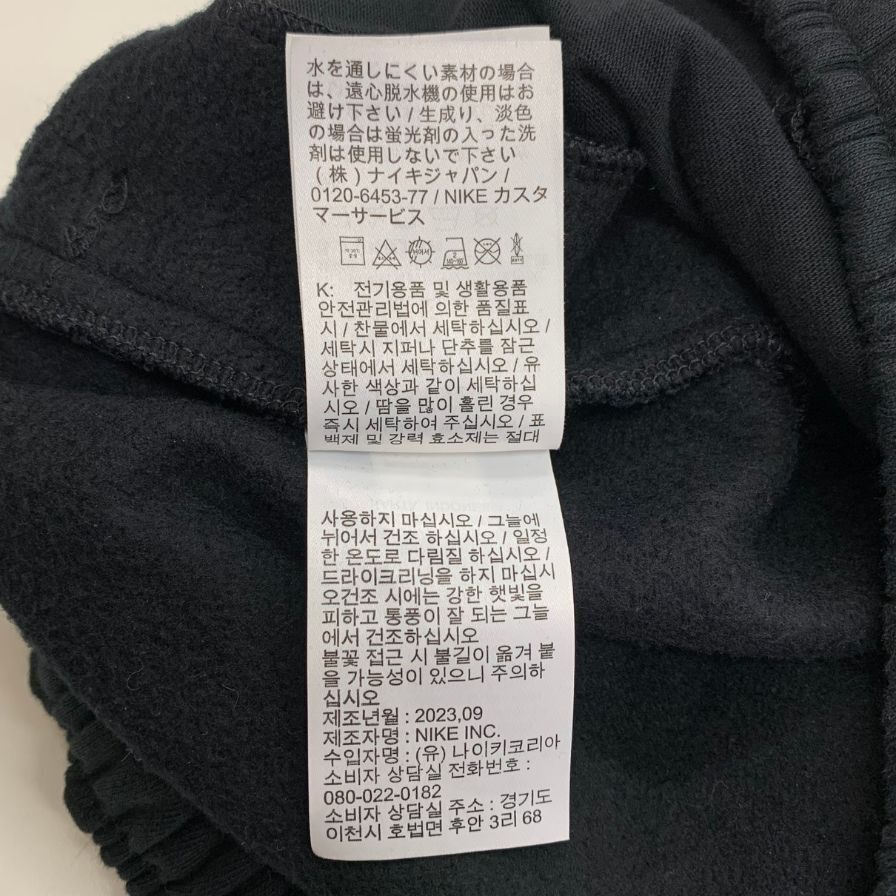 水を通しにくい素材の場合
は、遠心脱水機の使用はお
避け下さい / 生成り、淡色
の場合は蛍光剤の入った洗
剤は使用しないで下さい
(株) ナイキジャパン /
0120-6453-77 / NIKE カスタ
マーサービス
K: 전기용품 및 생활용품
안전관리법에 의한 품질표
시 / 찬물에서 세탁하십시오 /
세탁시 지퍼나 단추를 잠근
상태에서 세탁하십시오 / 유
사한 색상과 같이 세탁하십
시오 / 땀을 많이 흘린 경우
즉시 세탁하여 주십시오 / 표
백제 및 강력 효소제는 절대
사용하지 마십시오 / 그늘에
뉘어서 건조 하십시오 / 일정
한 온도로 다림질 하십시오 /
드라이크리닝을 하지 마십시
오건조 시에는 강한 햇빛을
피하고 통풍이 잘 되는 그늘
에서 건조하십시오
불꽃 접근 시 불길이 옮겨 붙
을 가능성이 있으니 주의하
십시오
제조년월 : 2023,09
제조자명 : NIKE INC.
수입자명 : (유) 나이키코리아
소비자 상담실 전화번호 :
080-022-0182
소비자 상담실 주소 : 경기도
이천시 호법면 후안 3리 68